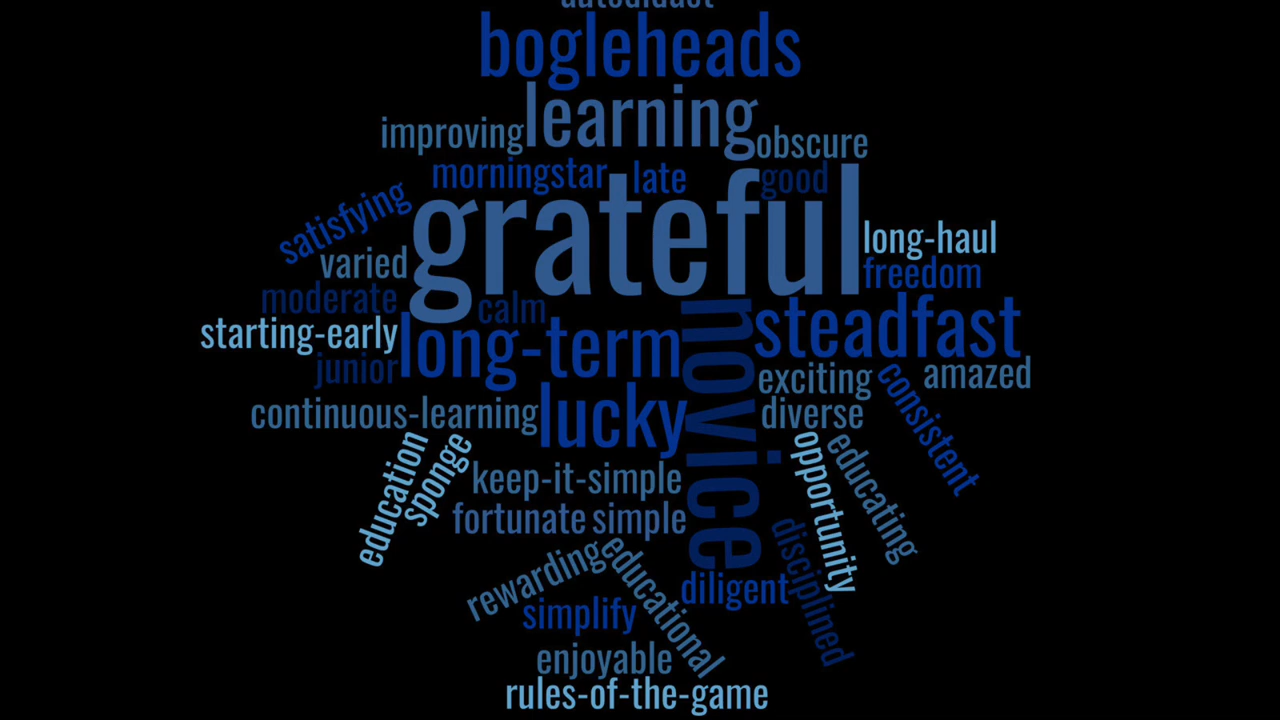 autodidact
bogleheads
learning
improving
obscure
morningstar
late
good
grateful
satisfying
long-haul
varied
freedom
moderate
calm
novice
steadfast
starting-early
long-term
junior
exciting
amazed
consistent
continuous-learning
lucky
diverse
education
sponge
opportunity
educating
keep-it-simple
fortunate
simple
disciplined
rewarding
educational
diligent
simplify
enjoyable
rules-of-the-game